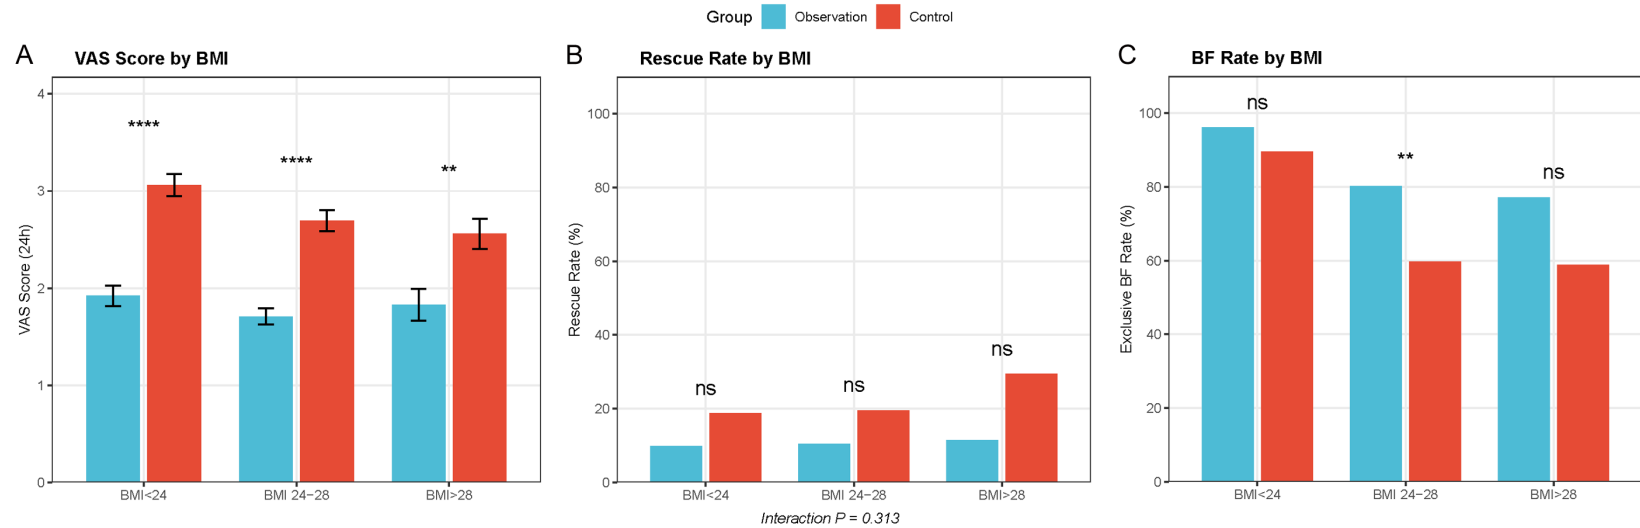 Group Observation Control
A VAS Score by BMI
VAS Score (24h)
4
3
2
1
0
****
****
**
BMI<24 BMI 24−28 BMI>28
B Rescue Rate by BMI
Rescue Rate (%)
100
80
60
40
20
0
ns
ns
ns
BMI<24 BMI 24−28 BMI>28
Interaction P = 0.313
C BF Rate by BMI
Exclusive BF Rate (%)
100
80
60
40
20
0
ns
**
ns
BMI<24 BMI 24−28 BMI>28